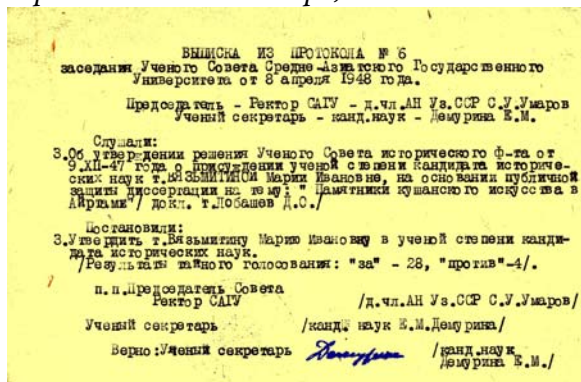 ВЫПИСКА ИЗ ПРОТОКОЛА № 6
заседания Ученого Совета Средне-Азиатского Государственного
Университета от 8 апреля 1948 года.
Председатель - Ректор САГУ - д.чл.АН Уз.ССР С.У.Умаров
Ученый секретарь - канд.наук - Демурина Е.М.
Слушали:
3.Об утверждении решения Ученого Совета исторического ф-та от
9.XП-47 года о присуждении ученой степени кандидата историче-
ских наук т.ВЯЗЬМИТИНОЙ Марии Ивановне, на основании публичной
защиты диссертации на тему: " Памятники кушанского искусства в
Айртами"/ докл. т.Лобашев Д.С./
Постановили:
3.Утвердить т.Вязьмитину Марию Ивановну в ученой степени канди-
дата исторических наук.
/Результаты тайного голосования: "за" - 28, "против"-4/.
п.п.Председатель Совета
Ректор САГУ /д.чл.АН Уз.ССР С.У.Умаров/
Ученый секретарь /канд. наук Е.М.Демурина/
Верно:Ученый секретарь Демурина /канд.наук
Демурина Е.М./